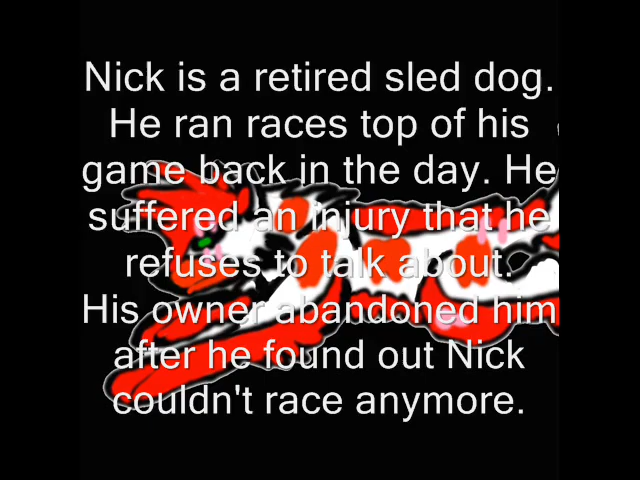 Nick is a retired sled dog.
He ran races top of his
game back in the day. He
suffered an injury that he
refuses to talk about.
His owner abandoned him
after he found out Nick
couldn't race anymore.